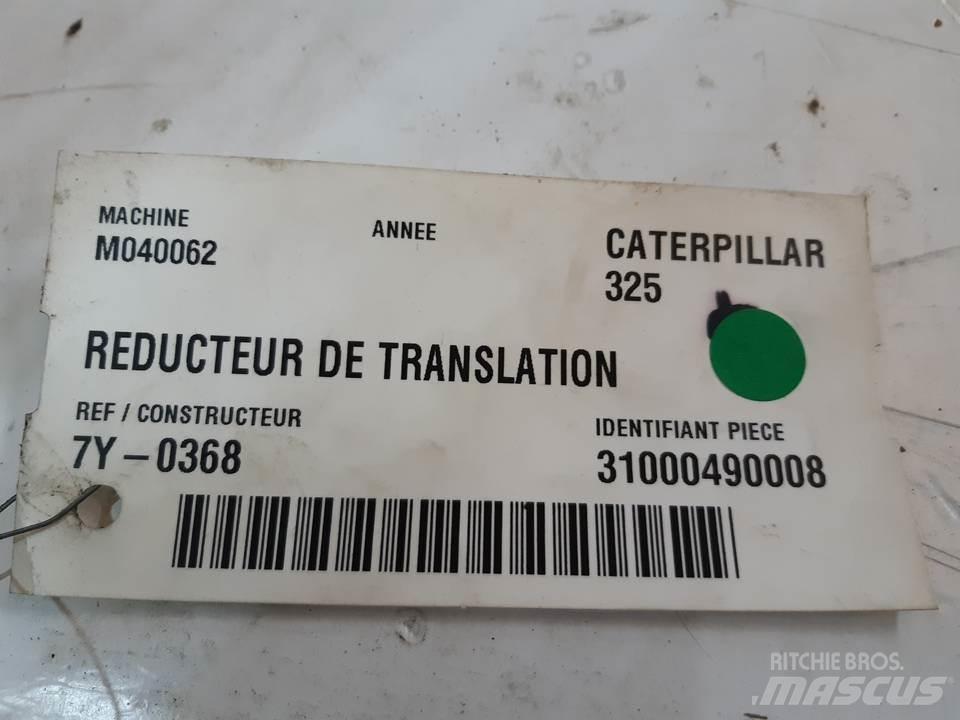 MACHINE
M040062
ANNEE
CATERPILLAR
325
REDUCTEUR DE TRANSLATION
REF / CONSTRUCTEUR
7Y-0368
IDENTIFIANT PIECE
31000490008
RITCHIE BROS.
MASCUS